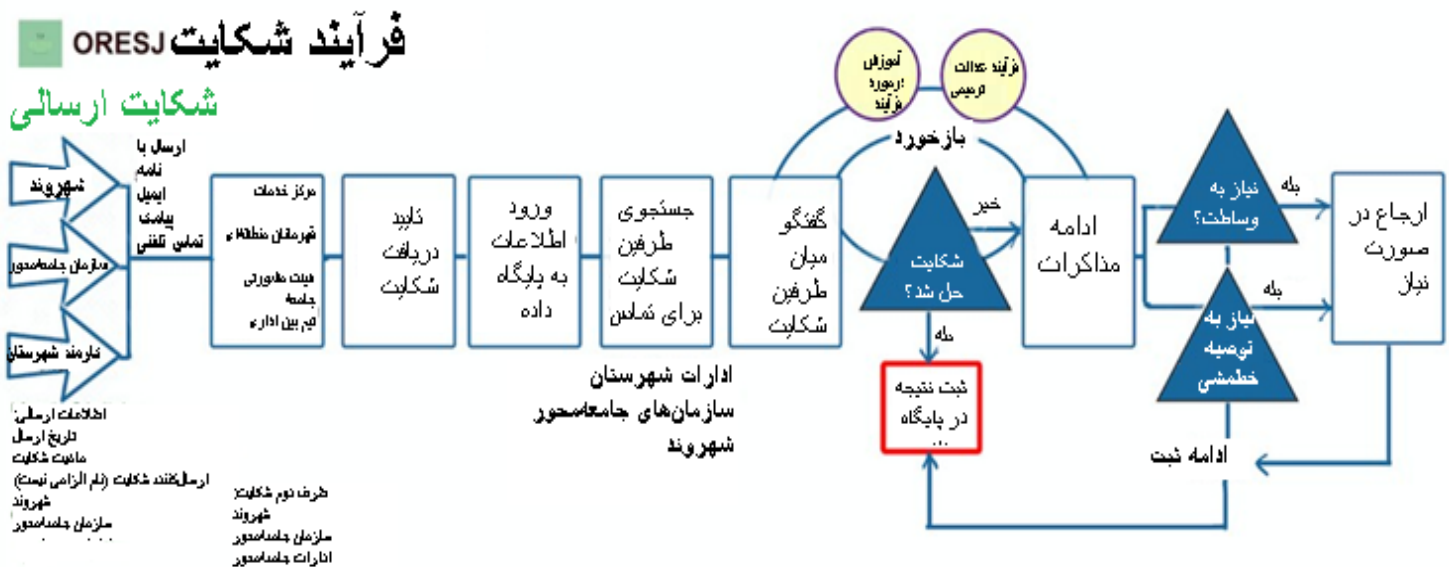 فرآیند شکایت ORESJ
شکایت ارسالی
شهروند
سازمان جامعه‌محور
کارمند شهرستان
ارسال با
نامه
ایمیل
پیامک
تماس تلفنی
مرکز خدمات
قهرمانان منطقه‌ای
هیئت مشورتی
جامعه
تیم بین اداری
تایید
دریافت
شکایت
ورود
اطلاعات
به پایگاه
داده
جستجوی
طرفین
شکایت
برای تماس
ادارات شهرستان
سازمان‌های جامعه‌محور
شهروند
گفتگو
میان
طرفین
شکایت
آموزش
درمورد
فرآیند
فرآیند عدالت
ترمیمی
بازخورد
شکایت
حل شد؟
خیر
بله
ثبت نتیجه
در پایگاه
ادامه
مذاکرات
نیاز به
وساطت؟
بله
نیاز به
توصیه
خط‌مشی
بله
ارجاع در
صورت
نیاز
ادامه ثبت
اطلاعات ارسالی:
تاریخ ارسال
ماهیت شکایت
ارسال‌کننده شکایت (نام الزامی نیست)
شهروند
سازمان جامعه‌محور
طرف دوم شکایت:
شهروند
سازمان جامعه‌محور
ادارات جامعه‌محور